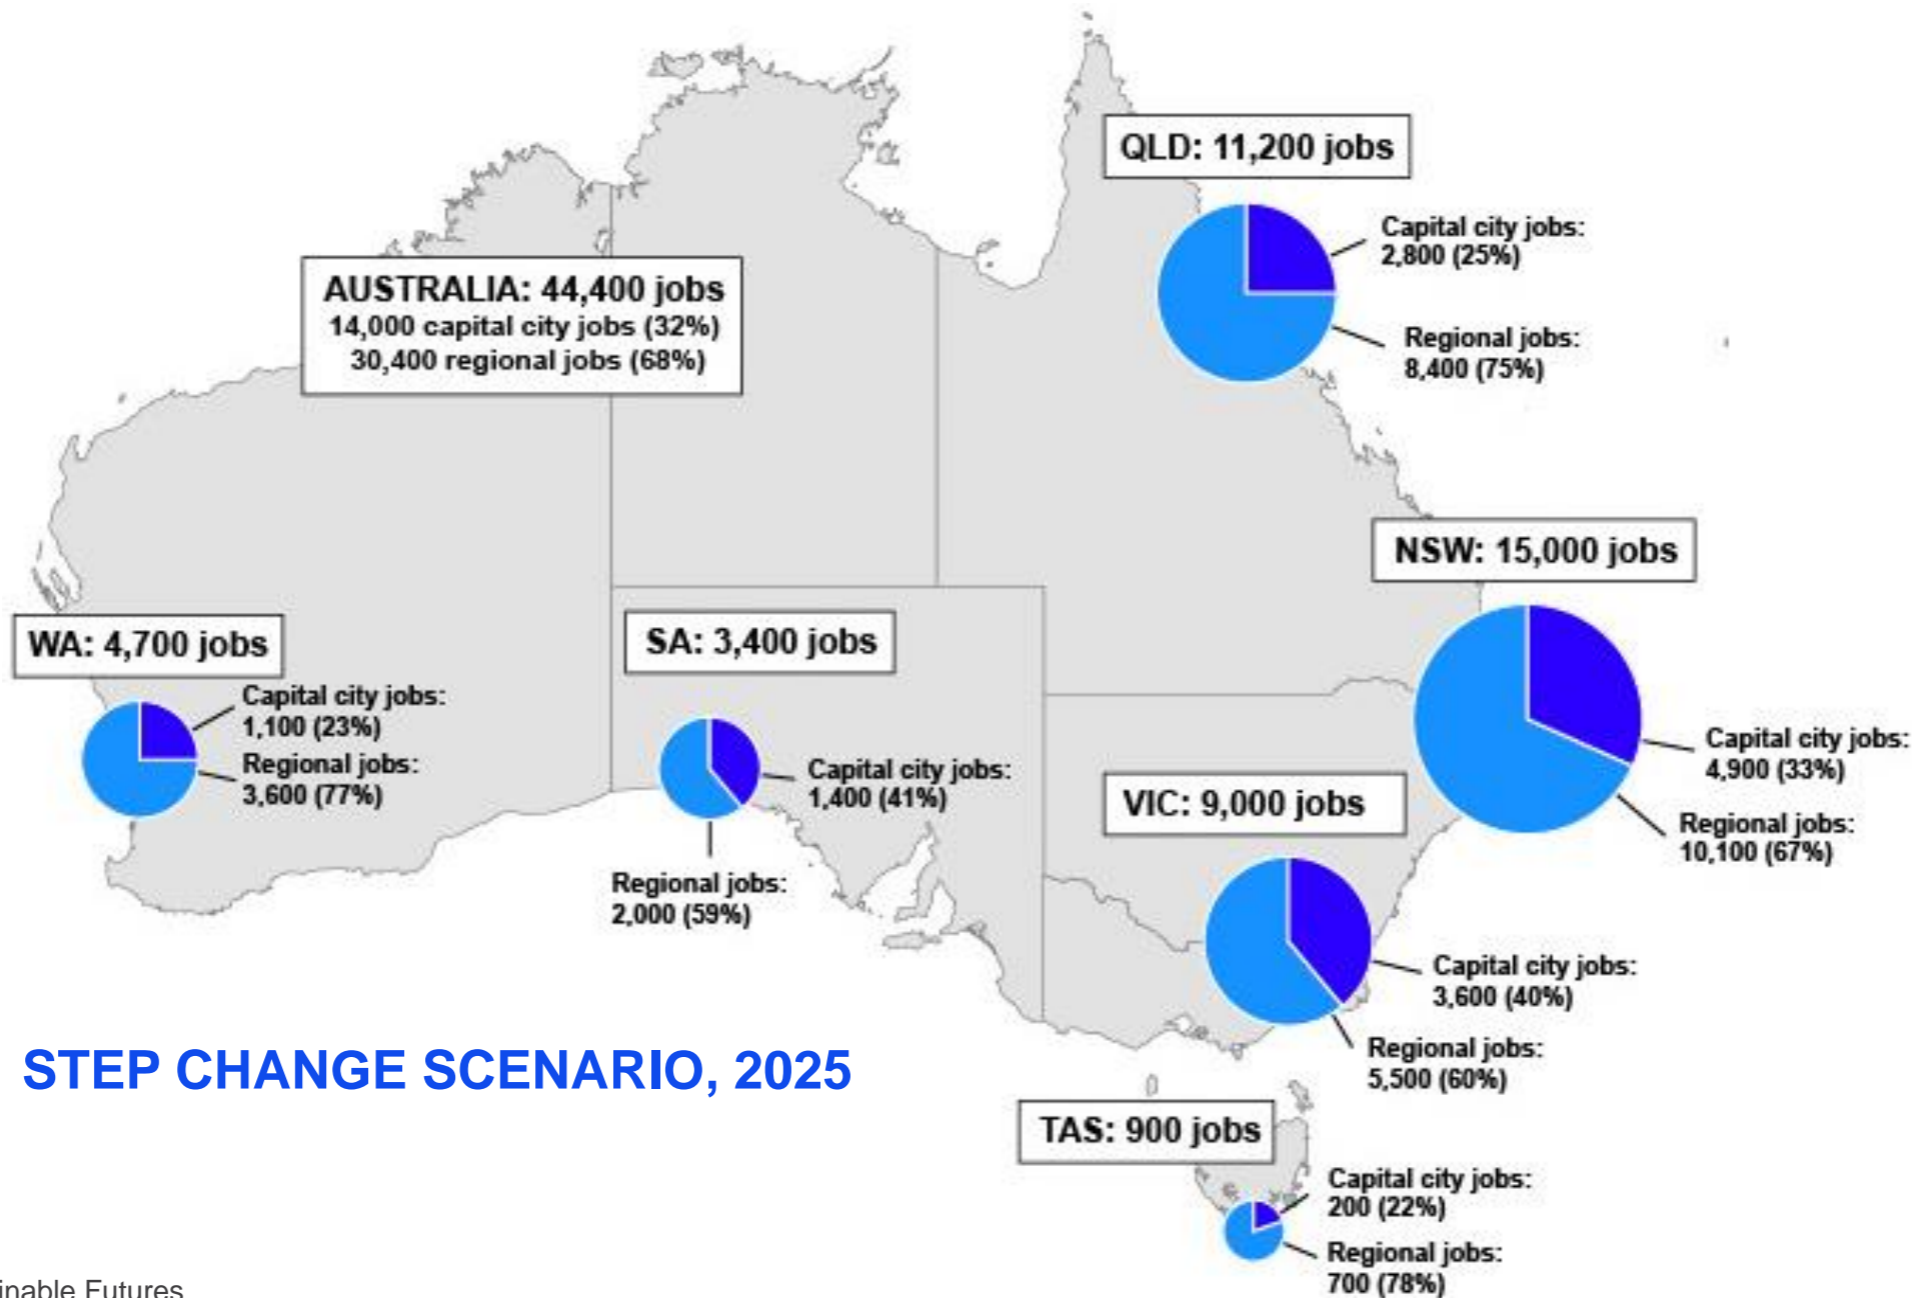 QLD: 11,200 jobs
Capital city jobs:
2,800 (25%)
Regional jobs:
8,400 (75%)
AUSTRALIA: 44,400 jobs
14,000 capital city jobs (32%)
30,400 regional jobs (68%)
NSW: 15,000 jobs
Capital city jobs:
4,900 (33%)
Regional jobs:
10,100 (67%)
WA: 4,700 jobs
Capital city jobs:
1,100 (23%)
Regional jobs:
3,600 (77%)
SA: 3,400 jobs
Capital city jobs:
1,400 (41%)
Regional jobs:
2,000 (59%)
VIC: 9,000 jobs
Capital city jobs:
3,600 (40%)
Regional jobs:
5,500 (60%)
STEP CHANGE SCENARIO, 2025
TAS: 900 jobs
Capital city jobs:
200 (22%)
Regional jobs:
700 (78%)
inable Futures